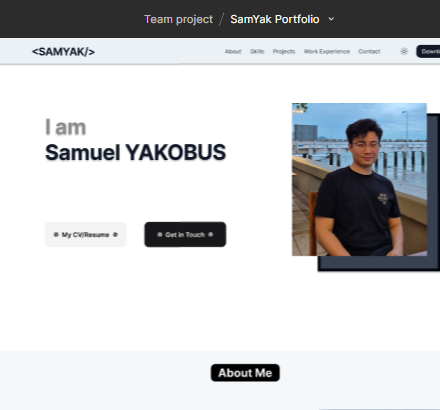 Team project / SamYak Portfolio
<SAMYAK/> About Skills Projects Work Experience Contact
I am
Samuel YAKOBUS
My CV/Resume Get in Touch
About Me